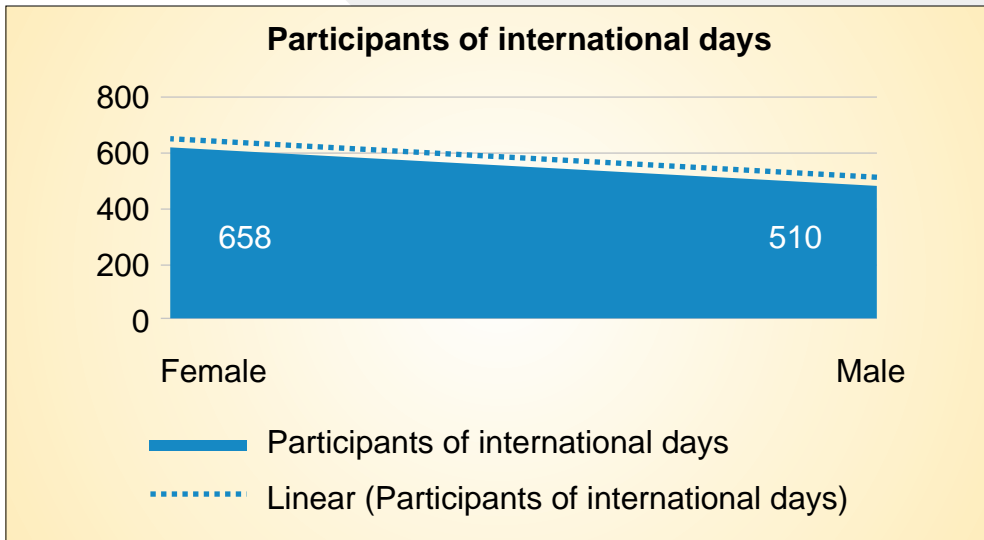 Participants of international days
800
600
400
200
0
658
510
Female
Male
Participants of international days
Linear (Participants of international days)